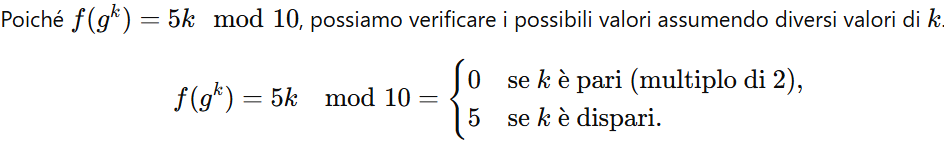 Poiché f(g^k) = 5k mod 10, possiamo verificare i possibili valori assumendo diversi valori di k.
f(g^k) = 5k mod 10 = { 0 se k è pari (multiplo di 2),
5 se k è dispari.